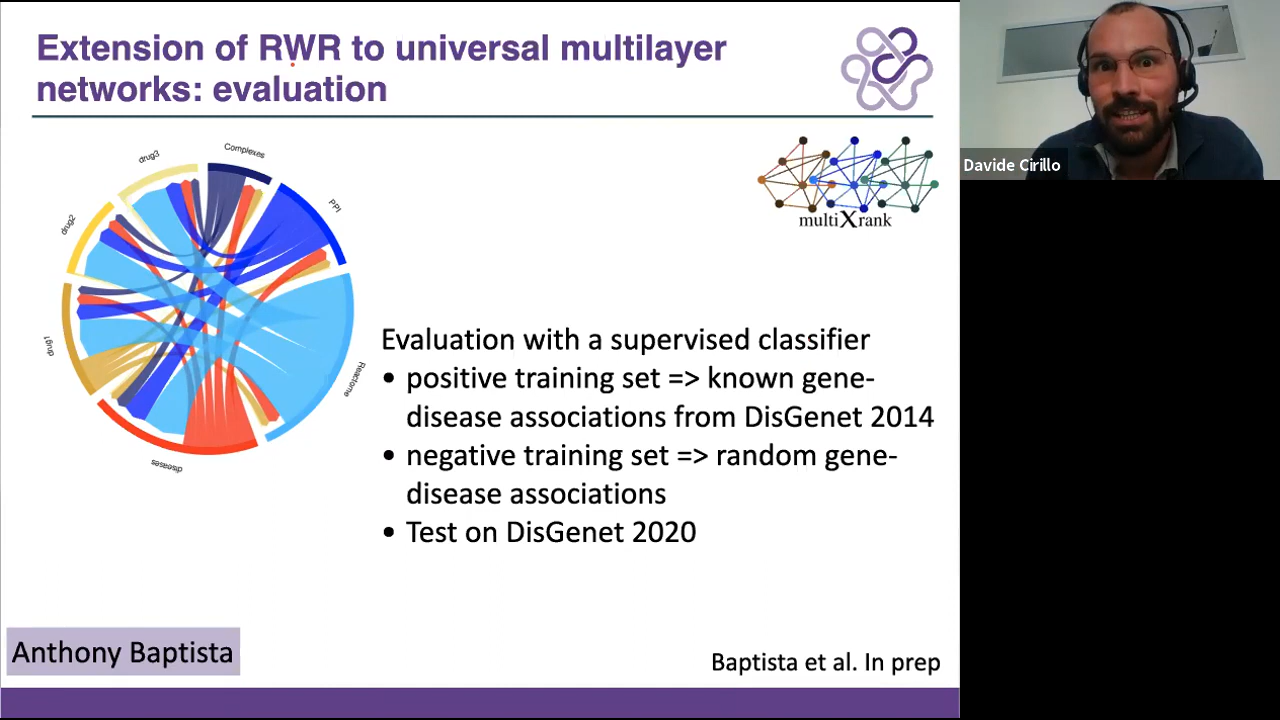 Extension of RWR to universal multilayer
networks: evaluation
Davide Cirillo
drug3
Complexes
PPI
drug2
drug1
Reactome
diseases
multiXrank
Evaluation with a supervised classifier
• positive training set => known gene-
disease associations from DisGenet 2014
• negative training set => random gene-
disease associations
• Test on DisGenet 2020
Anthony Baptista
Baptista et al. In prep